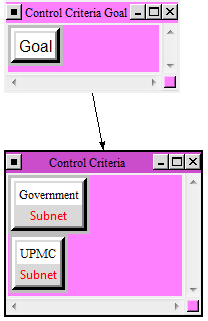 Control Criteria Goal
Goal
Control Criteria
Government
Subnet
UPMC
Subnet